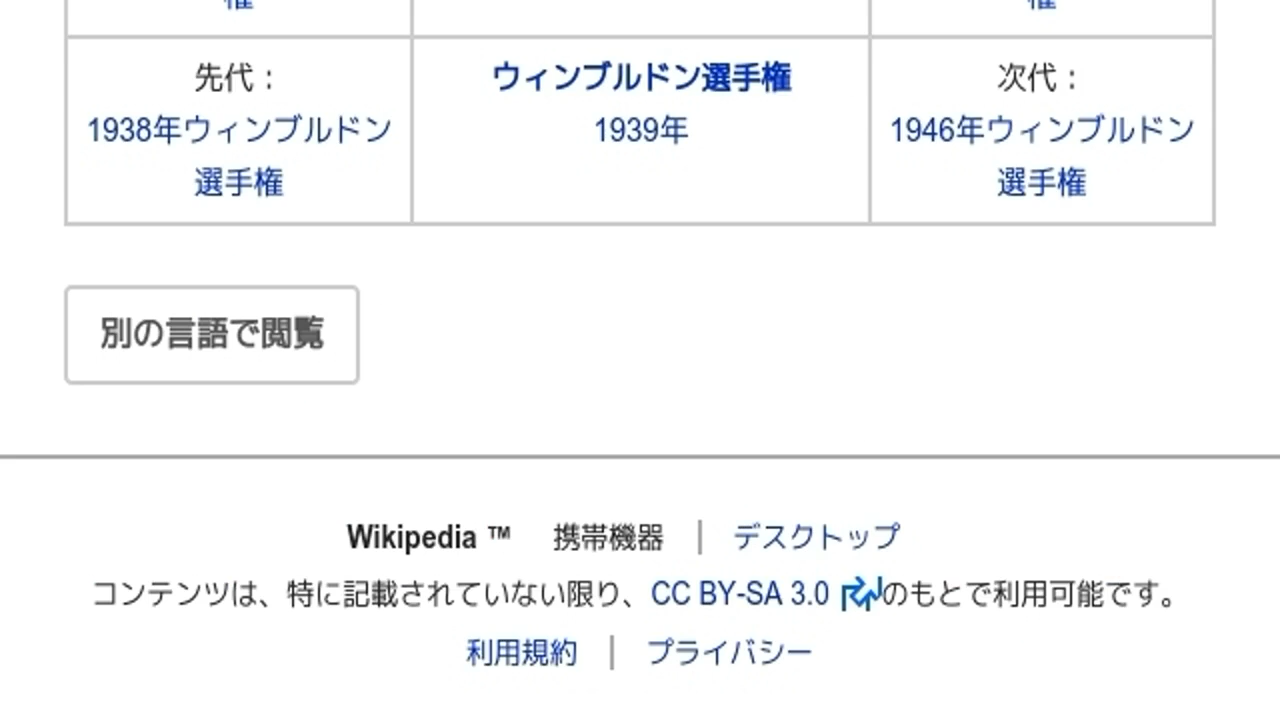 権
権
先代：
ウィンブルドン選手権
次代：
1938年ウィンブルドン
1939年
1946年ウィンブルドン
選手権
選手権
別の言語で閲覧
Wikipedia ™ 携帯機器 | デスクトップ
コンテンツは、特に記載されていない限り、CC BY-SA 3.0 のもとで利用可能です。
利用規約 | プライバシー